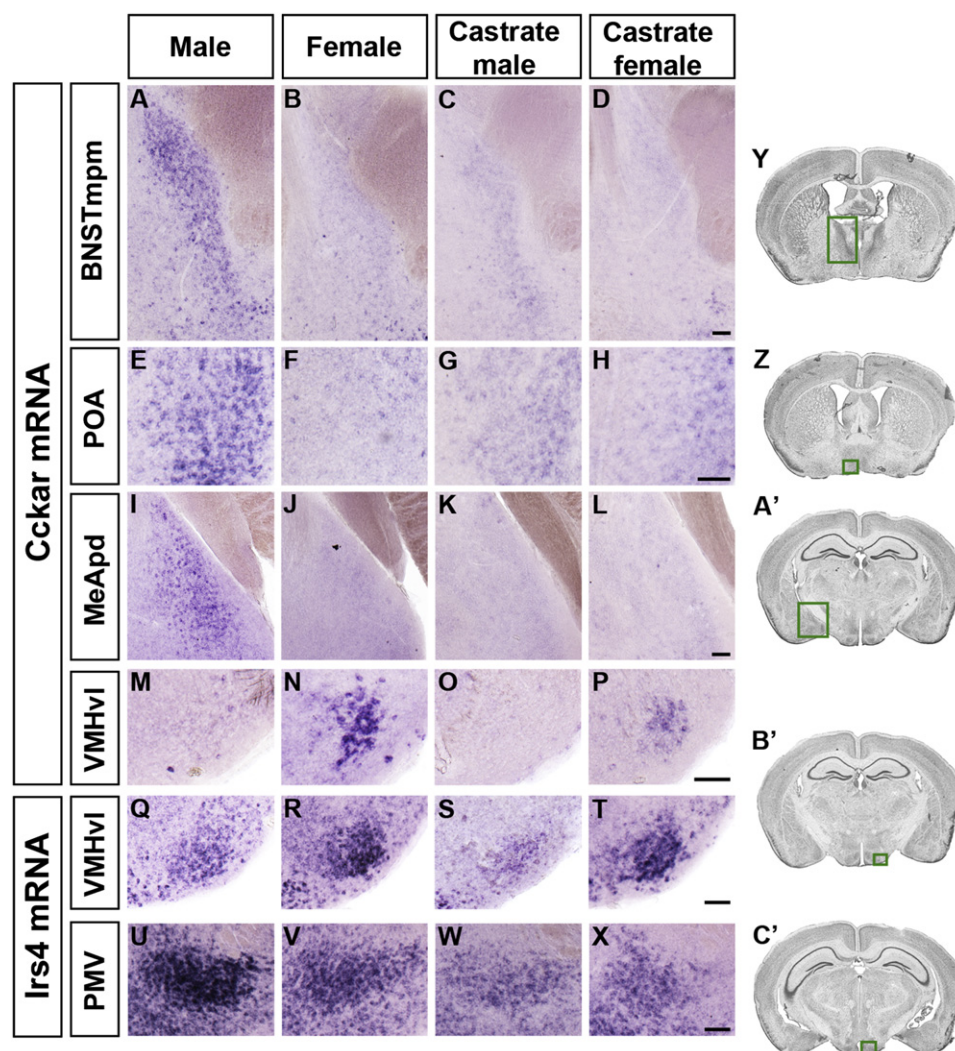 Male
Female
Castrate
male
Castrate
female
Cckar mRNA
BNSTmpm
A
B
C
D
Y
POA
E
F
G
H
Z
MeApd
I
J
K
L
A’
VMHvl
M
N
O
P
B’
Irs4 mRNA
VMHvl
Q
R
S
T
PMV
U
V
W
X
C’